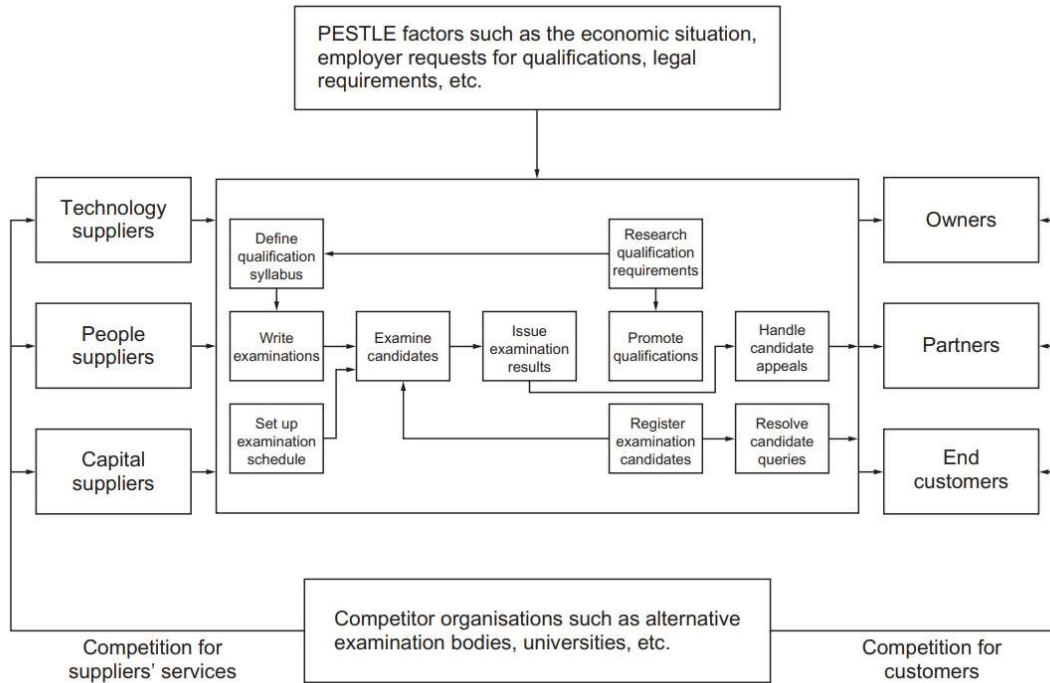 PESTLE factors such as the economic situation,
employer requests for qualifications, legal
requirements, etc.
Technology
suppliers
Define
qualification
syllabus
Research
qualification
requirements
Owners
People
suppliers
Write
examinations
Examine
candidates
Issue
examination
results
Promote
qualifications
Handle
candidate
appeals
Partners
Capital
suppliers
Set up
examination
schedule
Register
examination
candidates
Resolve
candidate
queries
End
customers
Competition for
suppliers’ services
Competitor organisations such as alternative
examination bodies, universities, etc.
Competition for
customers